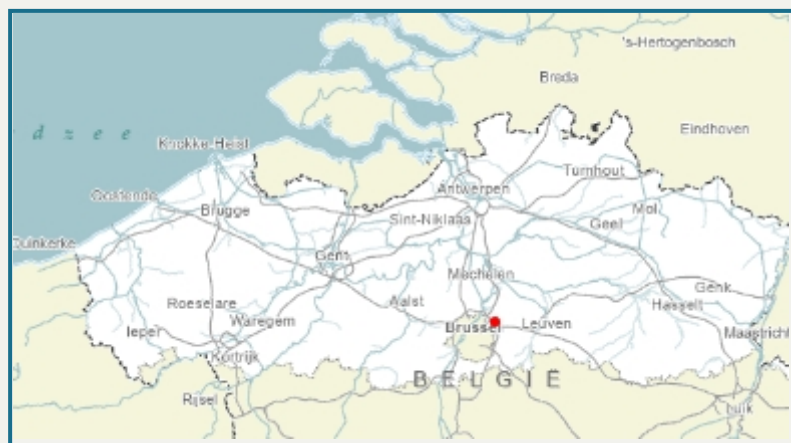 's-Hertogenbosch
Breda
Eindhoven
d z e e
Knokke-Heist
Turnhout
Antwerpen
Oostende
Mol
Brugge
Sint-Niklaas
Geel
Duinkerke
Gent
Mechelen
Genk
Roeselare
Aalst
Hasselt
Ieper
Waregem
Brussel
Leuven
Maastricht
Kortrijk
BELGIË
Rijsel
Luik